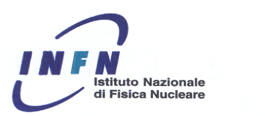 INFN
Istituto Nazionale
di Fisica Nucleare